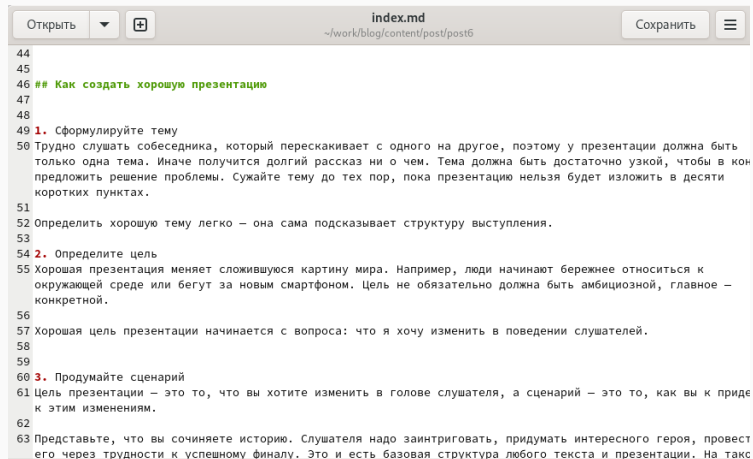 Открыть
index.md
~/work/blog/content/post/post6
Сохранить
44
45
46 ## Как создать хорошую презентацию
47
48
49 1. Сформулируйте тему
50 Трудно слушать собеседника, который перескакивает с одного на другое, поэтому у презентации должна быть
только одна тема. Иначе получится долгий рассказ ни о чем. Тема должна быть достаточно узкой, чтобы в кон
предложить решение проблемы. Сужайте тему до тех пор, пока презентацию нельзя будет изложить в десяти
коротких пунктах.
51
52 Определить хорошую тему легко — она сама подсказывает структуру выступления.
53
54 2. Определите цель
55 Хорошая презентация меняет сложившуюся картину мира. Например, люди начинают бережнее относиться к
окружающей среде или бегут за новым смартфоном. Цель не обязательно должна быть амбициозной, главное —
конкретной.
56
57 Хорошая цель презентации начинается с вопроса: что я хочу изменить в поведении слушателей.
58
59
60 3. Продумайте сценарий
61 Цель презентации — это то, что вы хотите изменить в голове слушателя, а сценарий — это то, как вы к приде
к этим изменениям.
62
63 Представьте, что вы сочиняете историю. Слушателя надо заинтриговать, придумать интересного героя, провест
его через трудности к успешному финалу. Это и есть базовая структура любого текста и презентации. На тако